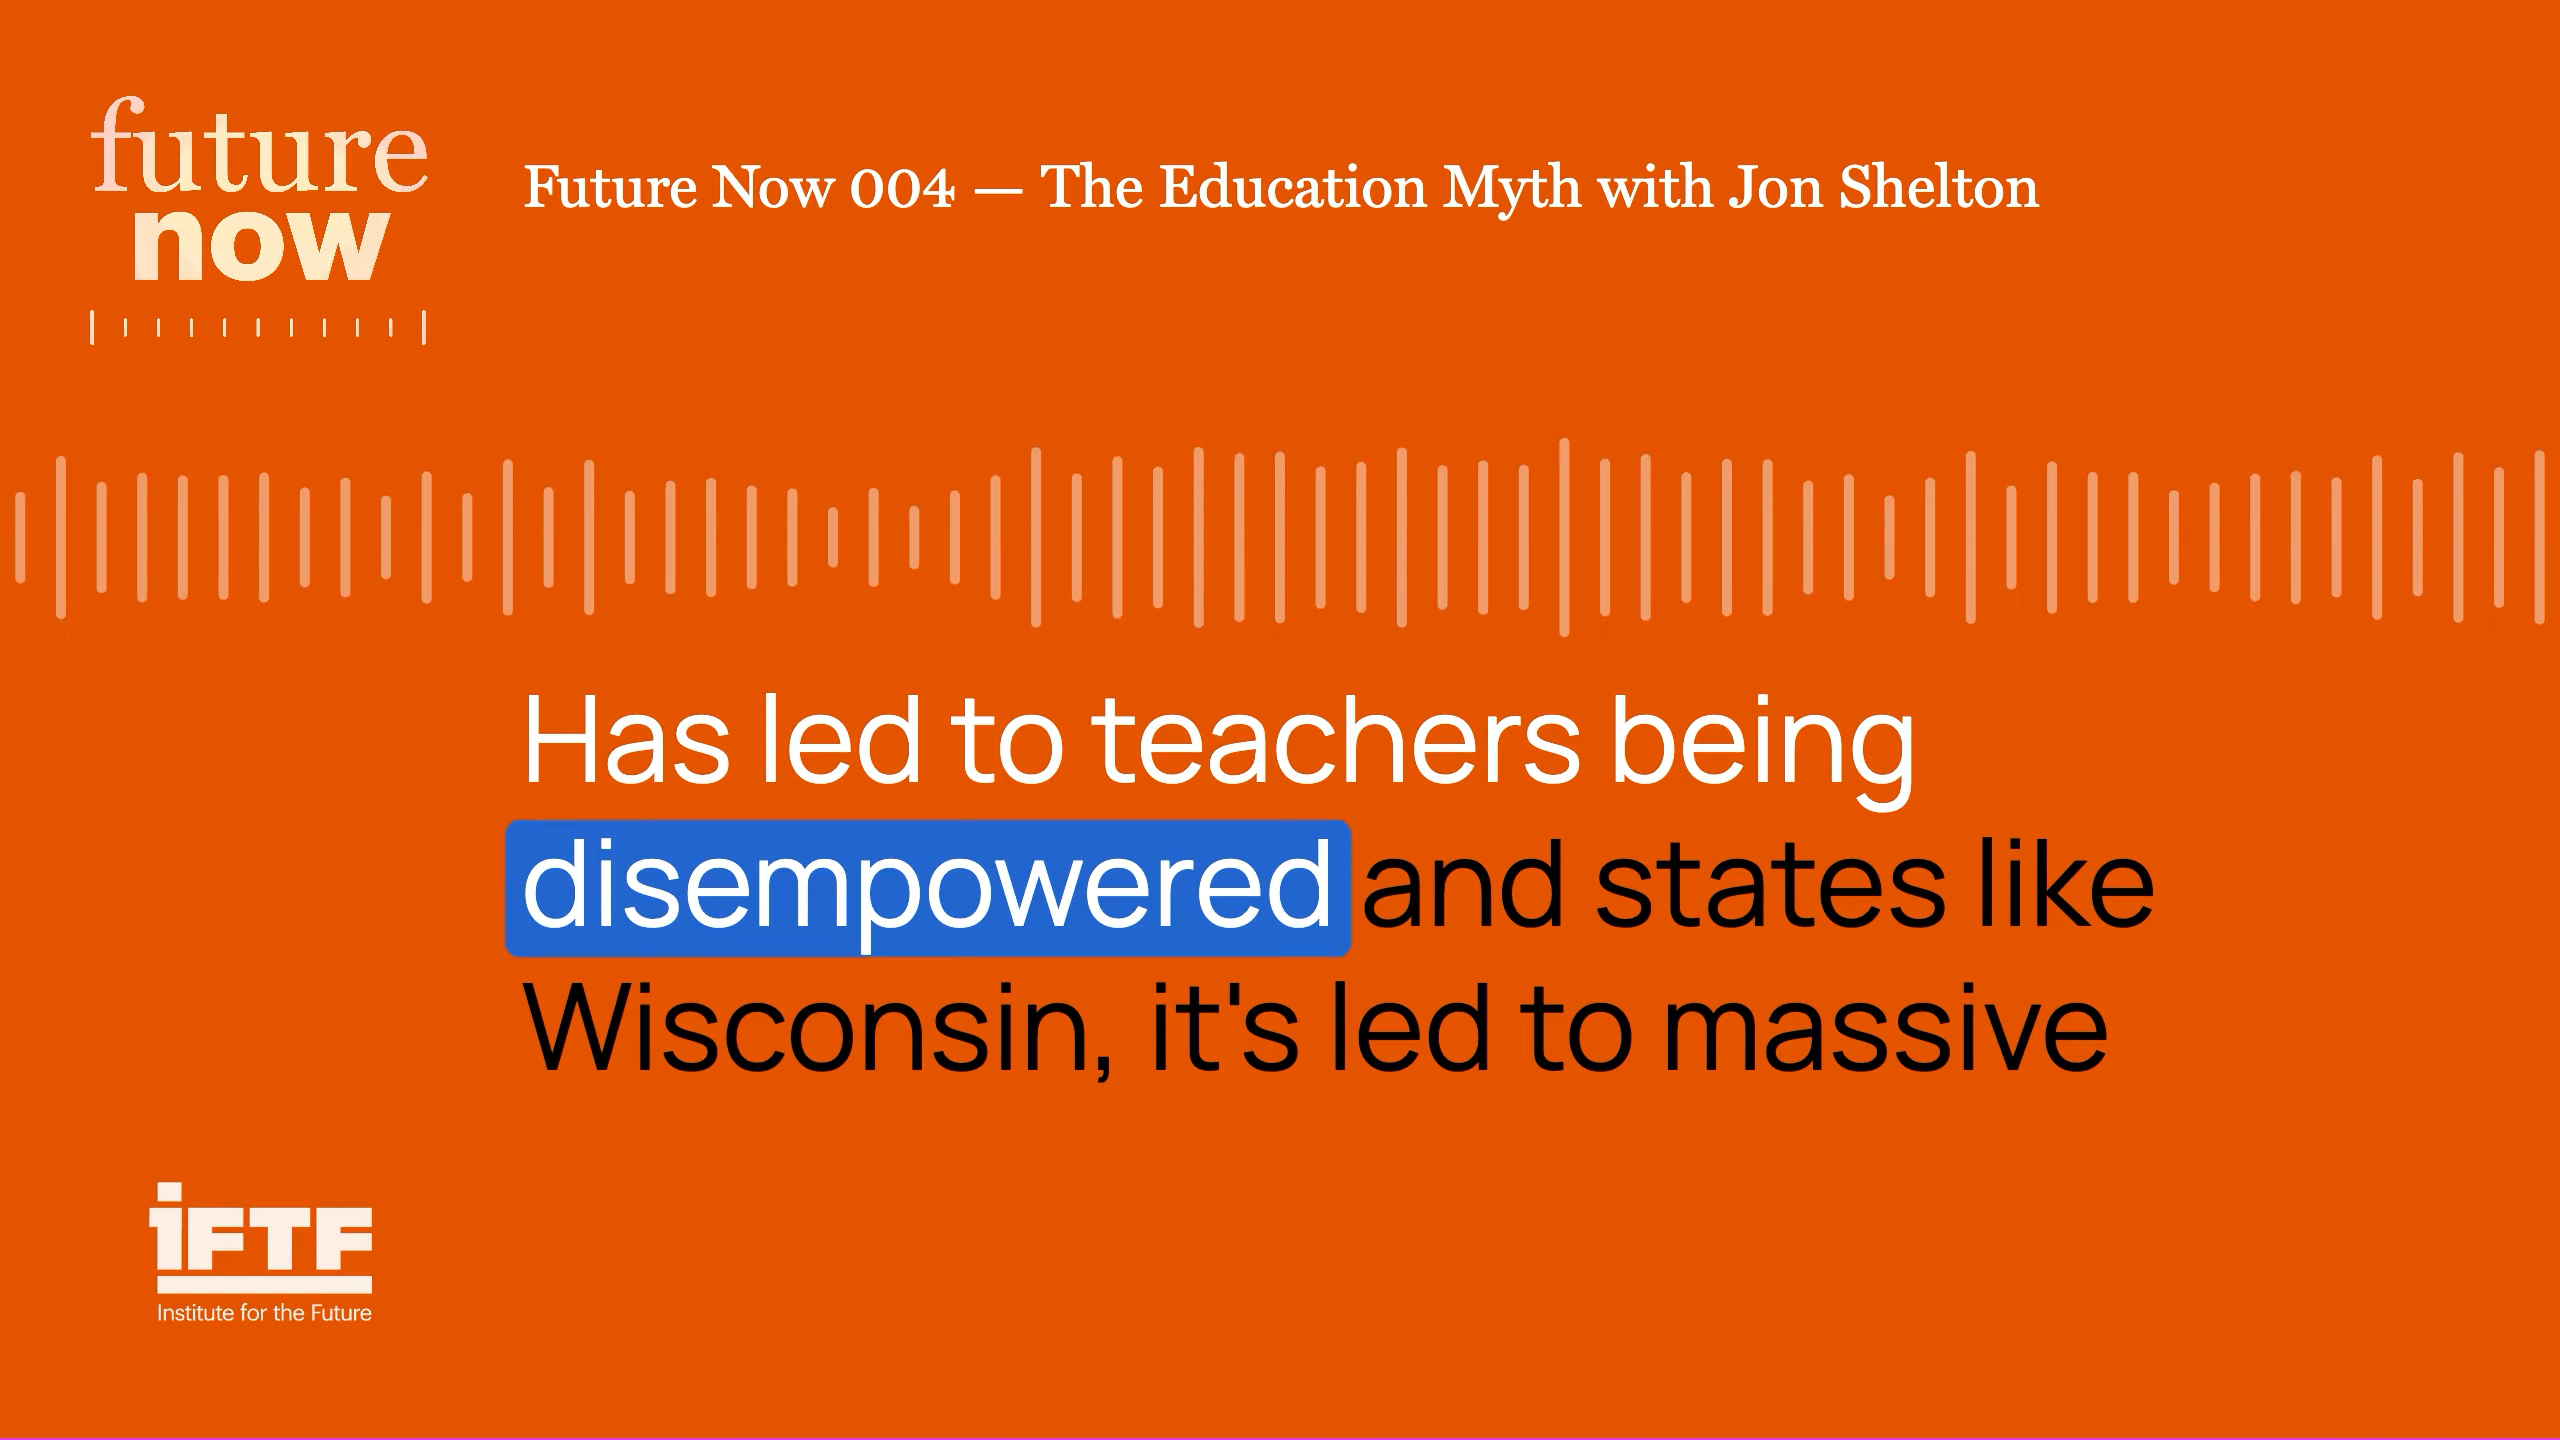 future
now
Future Now 004 — The Education Myth with Jon Shelton
Has led to teachers being
disempowered and states like
Wisconsin, it's led to massive
iFTF
Institute for the Future